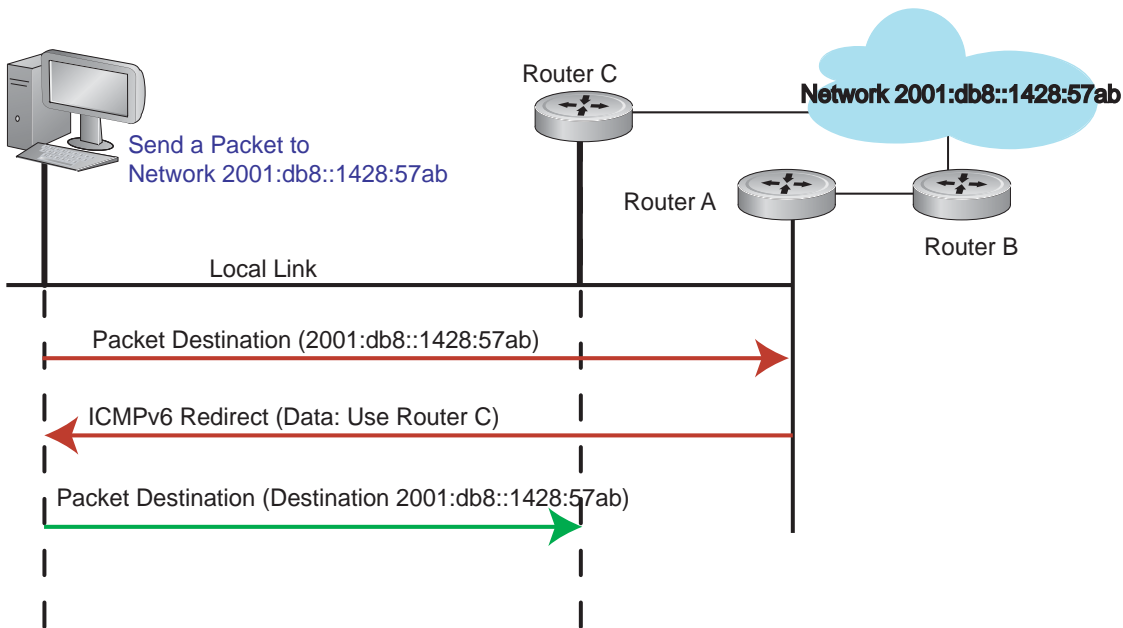 Router C
Network 2001:db8::1428:57ab
Send a Packet to
Network 2001:db8::1428:57ab
Router A
Router B
Local Link
Packet Destination (2001:db8::1428:57ab)
ICMPv6 Redirect (Data: Use Router C)
Packet Destination (Destination 2001:db8::1428:57ab)